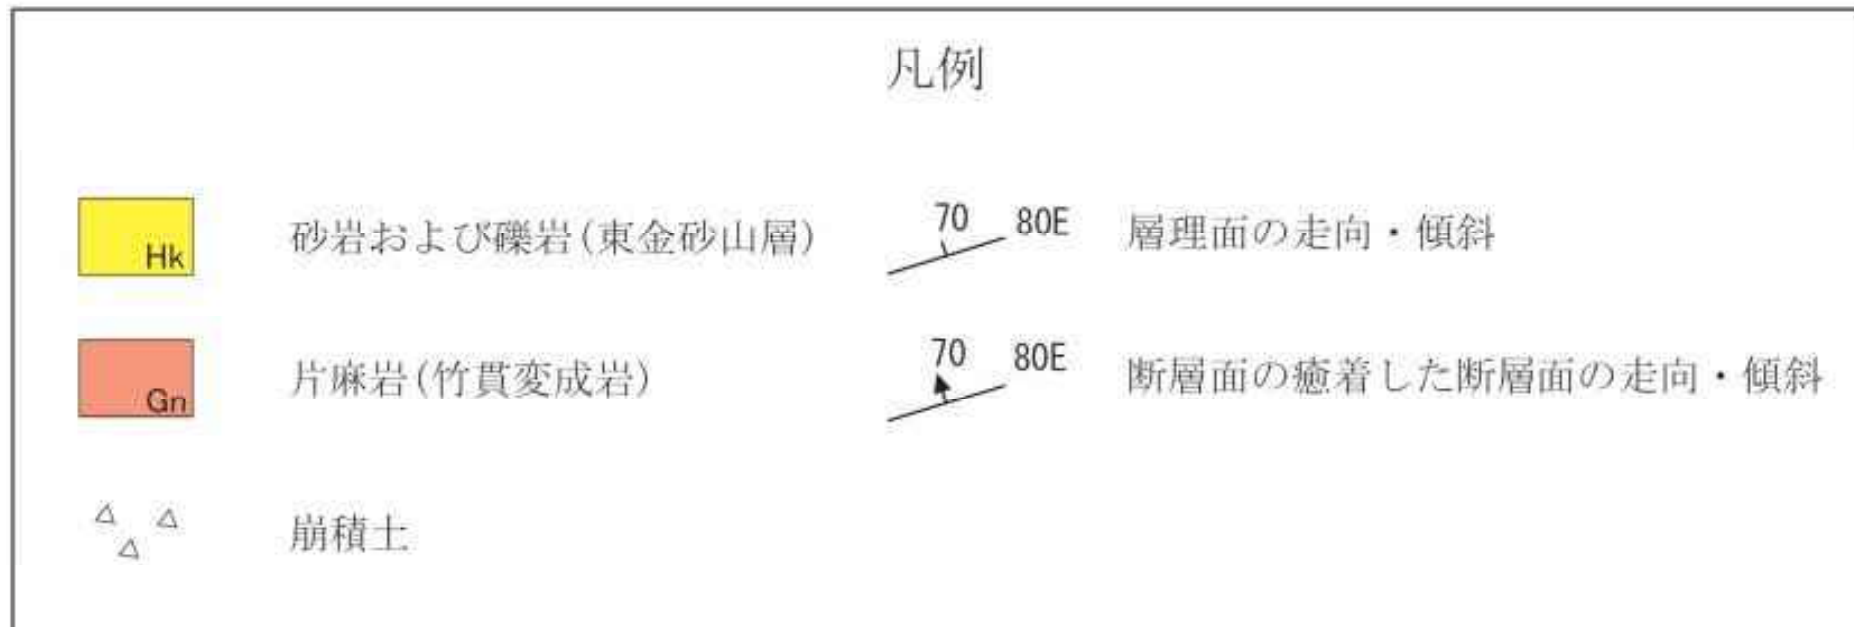 凡例
Hk 砂岩および礫岩(東金砂山層)
70 80E 層理面の走向・傾斜
Gn 片麻岩(竹貫変成岩)
70 80E 断層面の癒着した断層面の走向・傾斜
崩積土